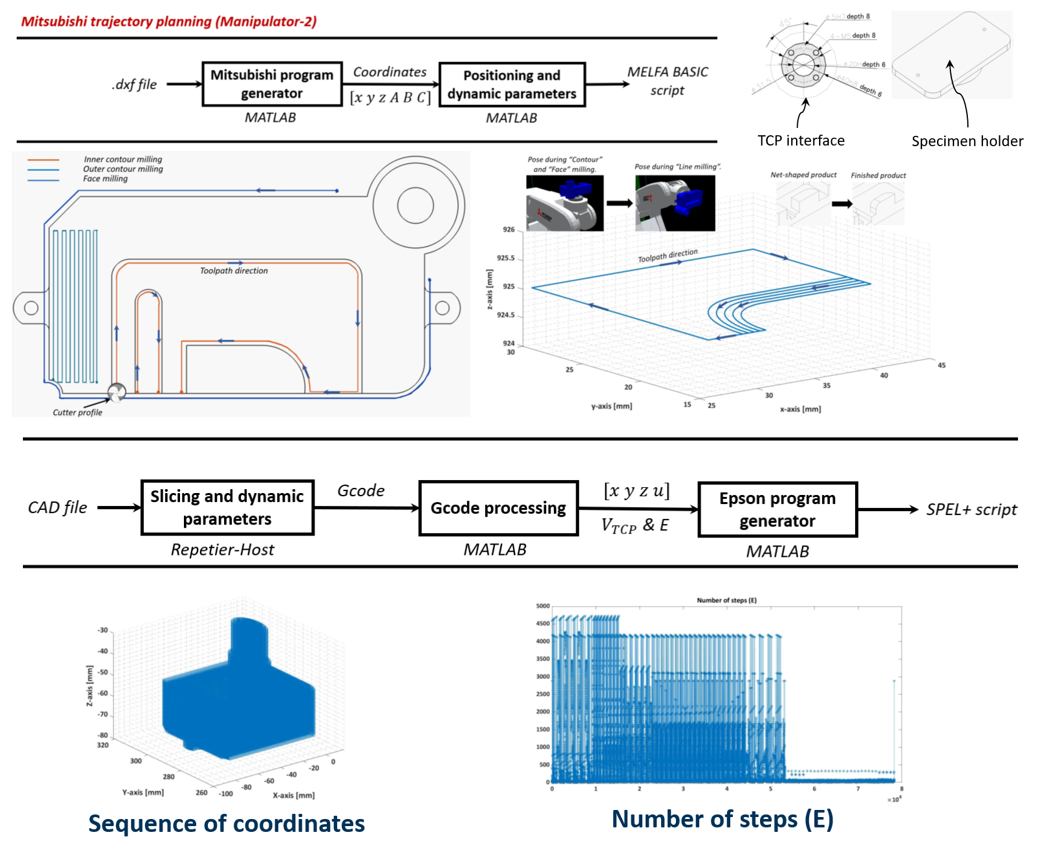 Mitsubishi trajectory planning (Manipulator-2)
.dxf file
Mitsubishi program
generator
MATLAB
Coordinates
[x y z A B C]
Positioning and
dynamic parameters
MATLAB
MELFA BASIC
script
depth 8
depth 8
depth 6
depth 6
TCP interface
Specimen holder
Inner contour milling
Outer contour milling
Face milling
Toolpath direction
Cutter profile
Pose during "Contour"
and "Face" milling.
Pose during "Line milling".
Net-shaped product
Finished product
Toolpath direction
z-axis [mm]
926
925.5
925
924.5
924
30
25
20
15
y-axis [mm]
25
30
35
40
45
x-axis [mm]
CAD file
Slicing and dynamic
parameters
Repetier-Host
Gcode
Gcode processing
MATLAB
[x y z u]
V_TCP & E
Epson program
generator
MATLAB
SPEL+ script
Z-axis [mm]
-30
-40
-50
-60
-70
-80
320
300
280
260
Y-axis [mm]
-100
-80
-60
-40
-20
0
X-axis [mm]
Sequence of coordinates
Number of steps (E)
5000
4500
4000
3500
3000
2500
2000
1500
1000
500
0
0
1
2
3
4
5
6
7
8
×10⁴
Number of steps (E)